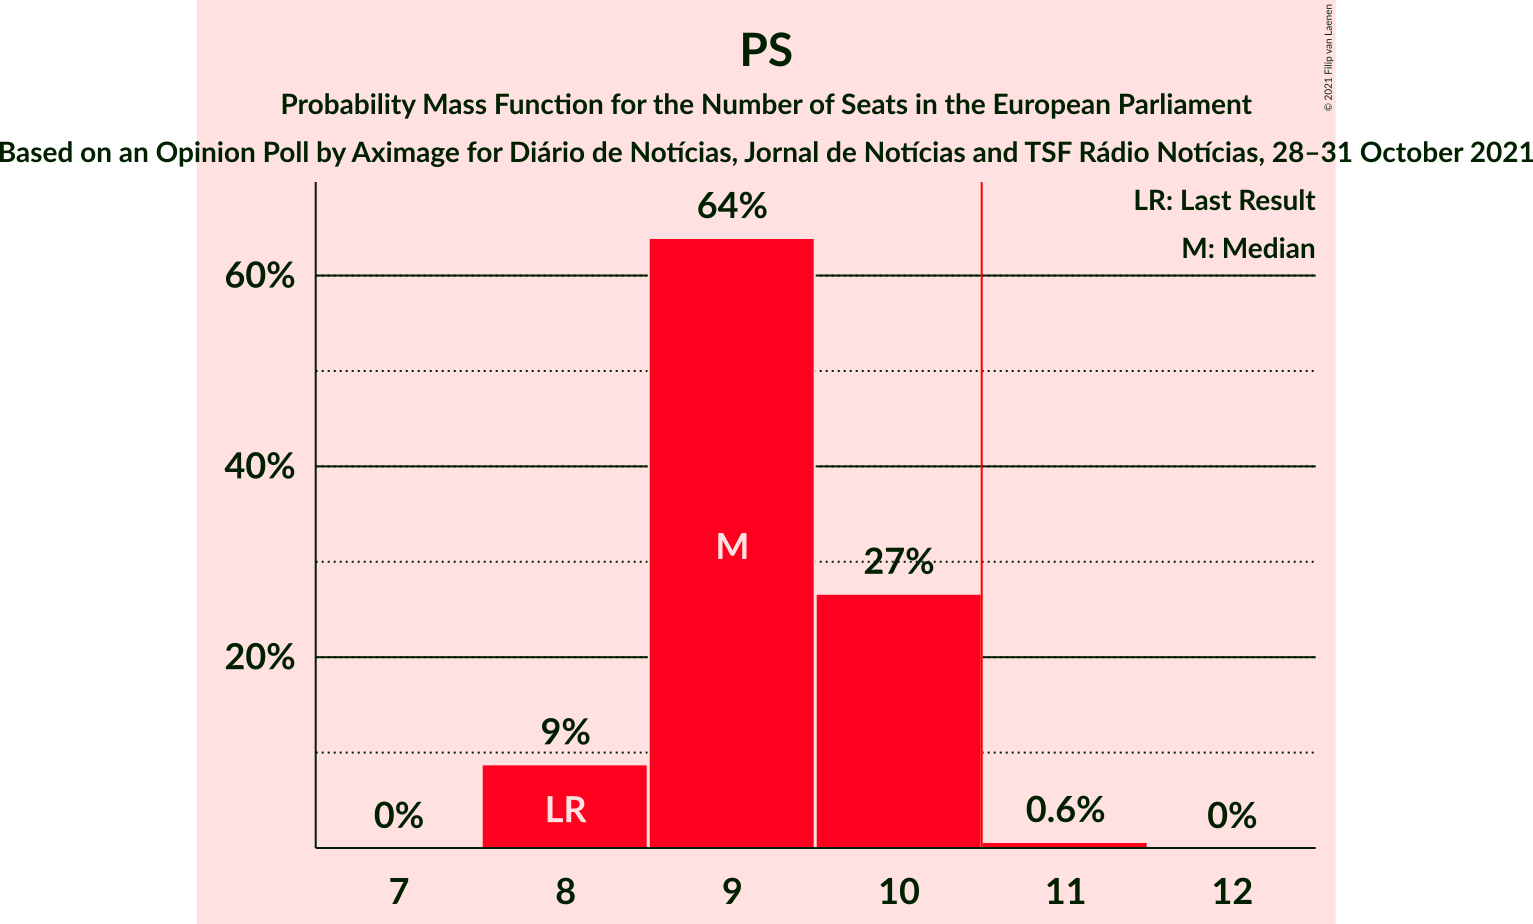 PS
Probability Mass Function for the Number of Seats in the European Parliament
Based on an Opinion Poll by Aximage for Diário de Notícias, Jornal de Notícias and TSF Rádio Notícias, 28–31 October 2021
© 2021 Filip van Laenen
LR: Last Result
M: Median
64%
60%
40%
M
27%
20%
9%
0%
LR
0.6%
0%
7 8 9 10 11 12